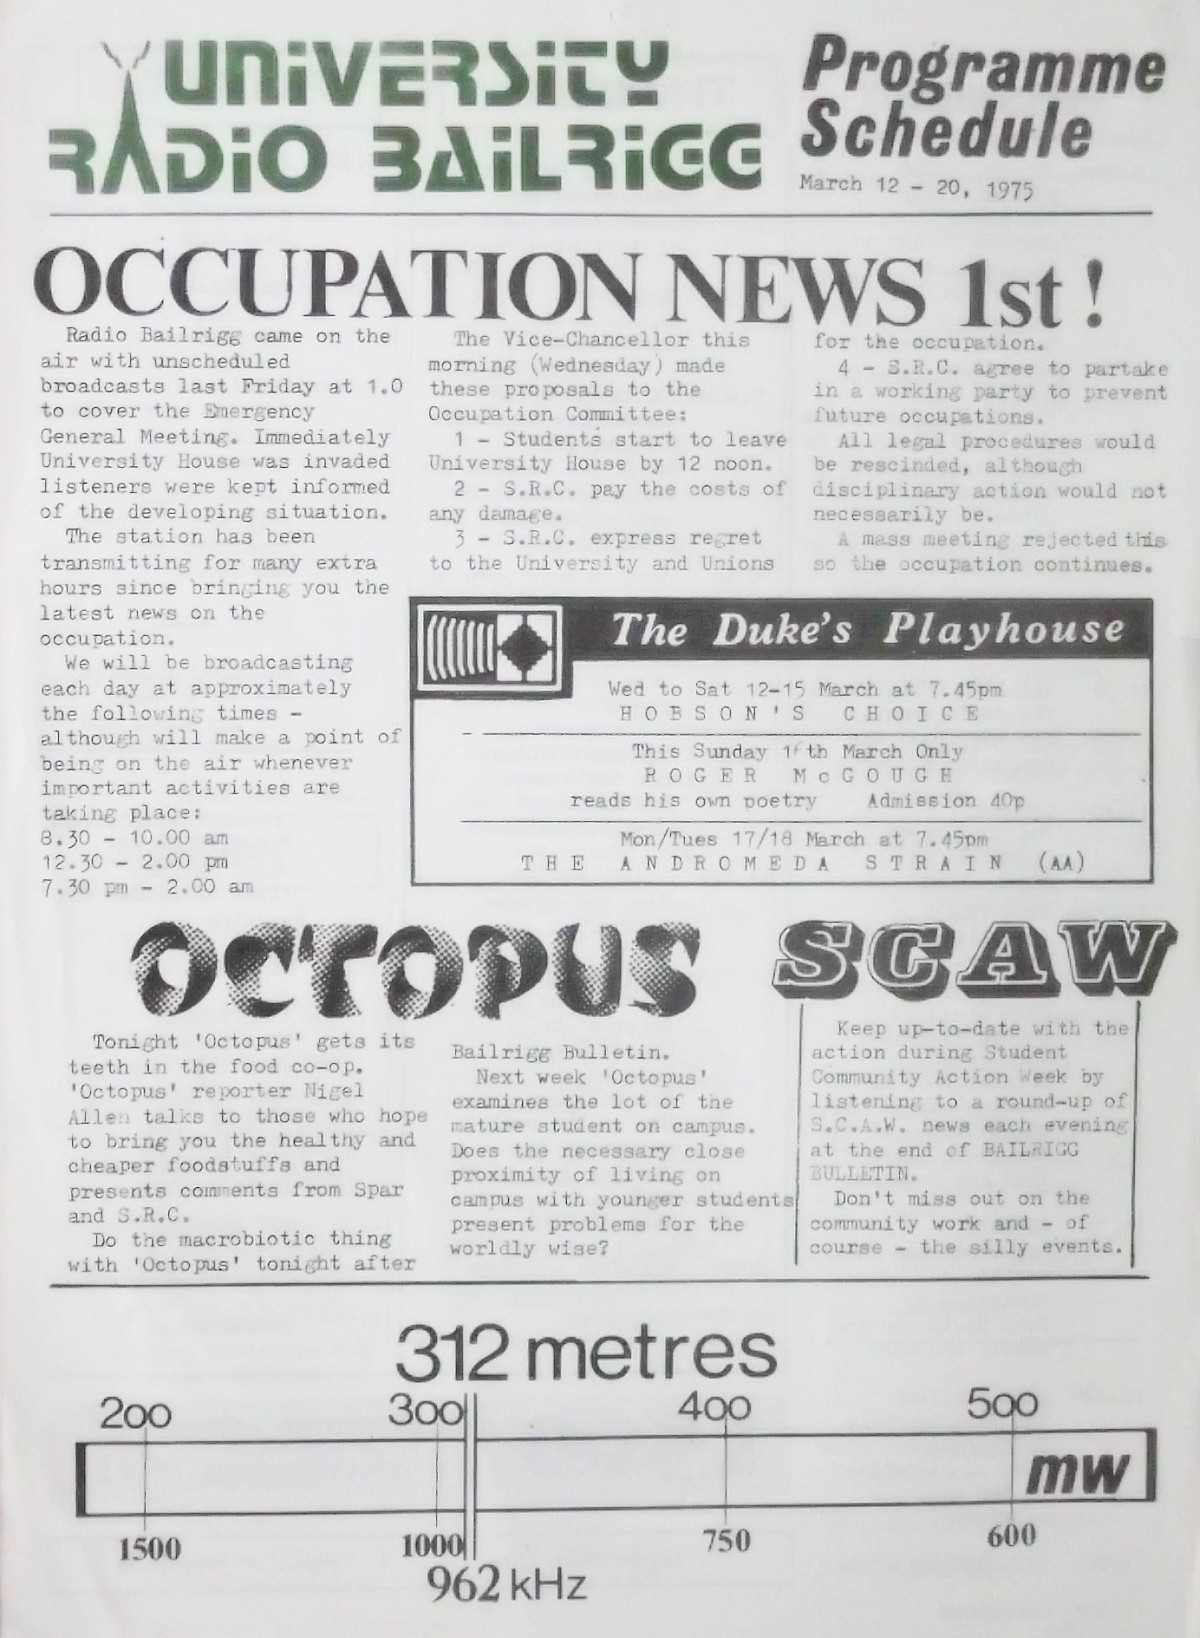 UNIVERSITY
RADIO BAILRIGG
Programme
Schedule
March 12 - 20, 1975
OCCUPATION NEWS 1st !
Radio Bailrigg came on the
air with unscheduled
broadcasts last Friday at 1.0
to cover the Emergency
General Meeting. Immediately
University House was invaded
listeners were kept informed
of the developing situation.
The station has been
transmitting for many extra
hours since bringing you the
latest news on the
occupation.
We will be broadcasting
each day at approximately
the following times -
although will make a point of
being on the air whenever
important activities are
taking place:
8.30 - 10.00 am
12.30 - 2.00 pm
7.30 pm - 2.00 am
The Vice-Chancellor this
morning (Wednesday) made
these proposals to the
Occupation Committee:
1 - Students start to leave
University House by 12 noon.
2 - S.R.C. pay the costs of
any damage.
3 - S.R.C. express regret
to the University and Unions
for the occupation.
4 - S.R.C. agree to partake
in a working party to prevent
future occupations.
All legal procedures would
be rescinded, although
disciplinary action would not
necessarily be.
A mass meeting rejected this
so the occupation continues.
The Duke's Playhouse
Wed to Sat 12-15 March at 7.45pm
HOBSON'S CHOICE
This Sunday March Only
ROGER McGOUGH
reads his own poetry Admission 40p
Mon/Tues 17/18 March at 7.45pm
THE ANDROMEDA STRAIN (AA)
OCTOPUS
Tonight 'Octopus' gets its
teeth in the food co-op.
'Octopus' reporter Nigel
Allen talks to those who hope
to bring you the healthy and
cheaper foodstuffs and
presents comments from Spar
and S.R.C.
Do the macrobiotic thing
with 'Octopus' tonight after
Bailrigg Bulletin.
Next week 'Octopus'
examines the lot of the
mature student on campus.
Does the necessary close
proximity of living on
campus with younger students
present problems for the
worldly wise?
SCAW
Keep up-to-date with the
action during Student
Community Action Week by
listening to a round-up of
S.C.A.W. news each evening
at the end of BAILRIGG
BULLETIN.
Don't miss out on the
community work and - of
course - the silly events.
312 metres
200 300 400 500
mw
1500 1000 750 600
962 kHz